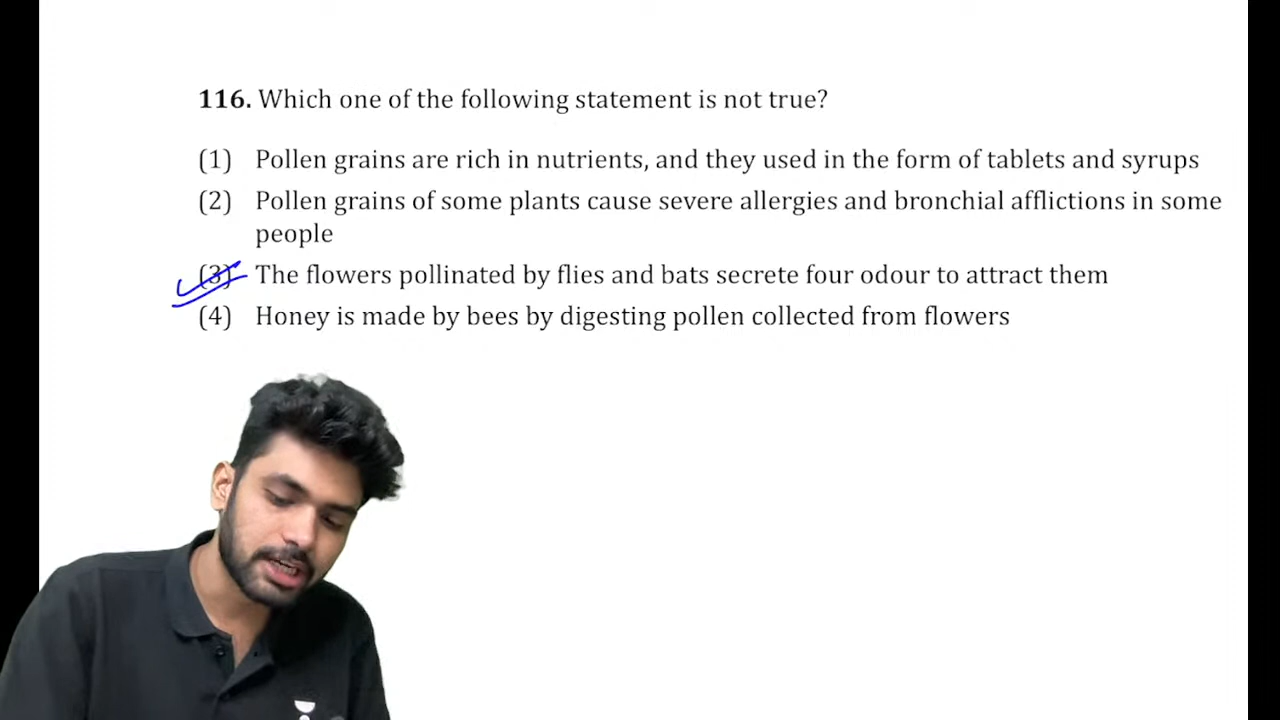 116. Which one of the following statement is not true?
(1) Pollen grains are rich in nutrients, and they used in the form of tablets and syrups
(2) Pollen grains of some plants cause severe allergies and bronchial afflictions in some
people
(3) The flowers pollinated by flies and bats secrete four odour to attract them
(4) Honey is made by bees by digesting pollen collected from flowers